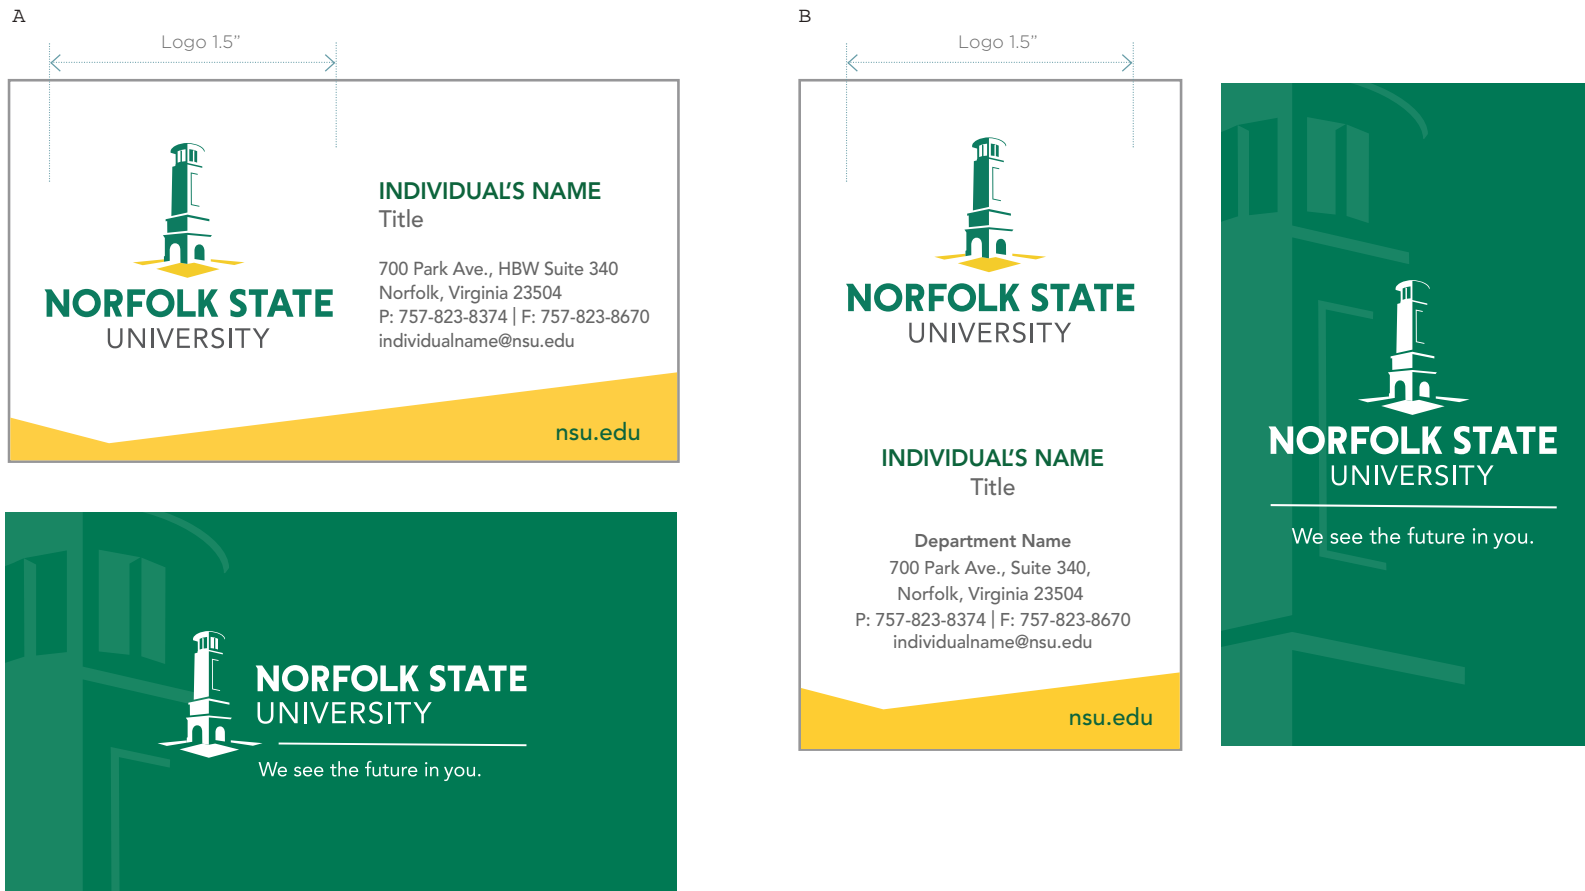 A
Logo 1.5”
NORFOLK STATE
UNIVERSITY
INDIVIDUAL’S NAME
Title
700 Park Ave., HBW Suite 340
Norfolk, Virginia 23504
P: 757-823-8374 | F: 757-823-8670
individualname@nsu.edu
nsu.edu
NORFOLK STATE
UNIVERSITY
We see the future in you.
B
Logo 1.5”
NORFOLK STATE
UNIVERSITY
INDIVIDUAL’S NAME
Title
Department Name
700 Park Ave., Suite 340,
Norfolk, Virginia 23504
P: 757-823-8374 | F: 757-823-8670
individualname@nsu.edu
nsu.edu
NORFOLK STATE
UNIVERSITY
We see the future in you.